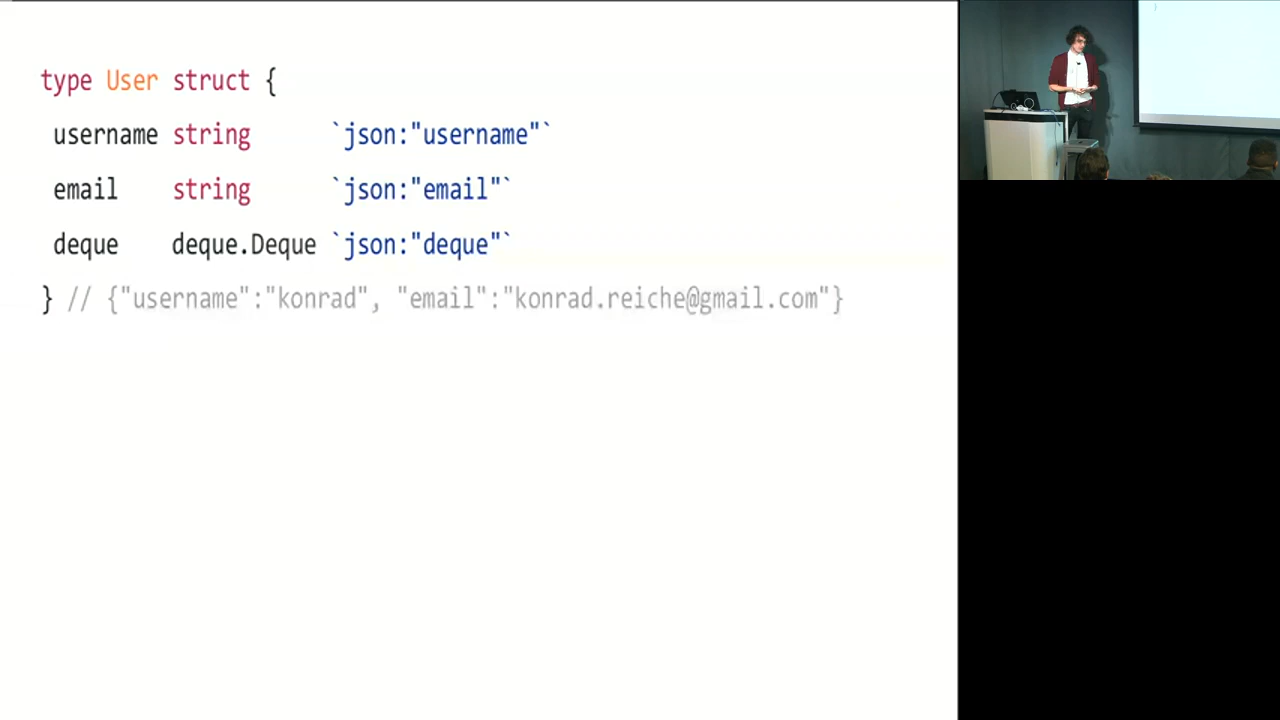 type User struct {
username string `json:"username"`
email string `json:"email"`
deque deque.Deque `json:"deque"`
} // {"username":"konrad", "email":"konrad.reiche@gmail.com"}